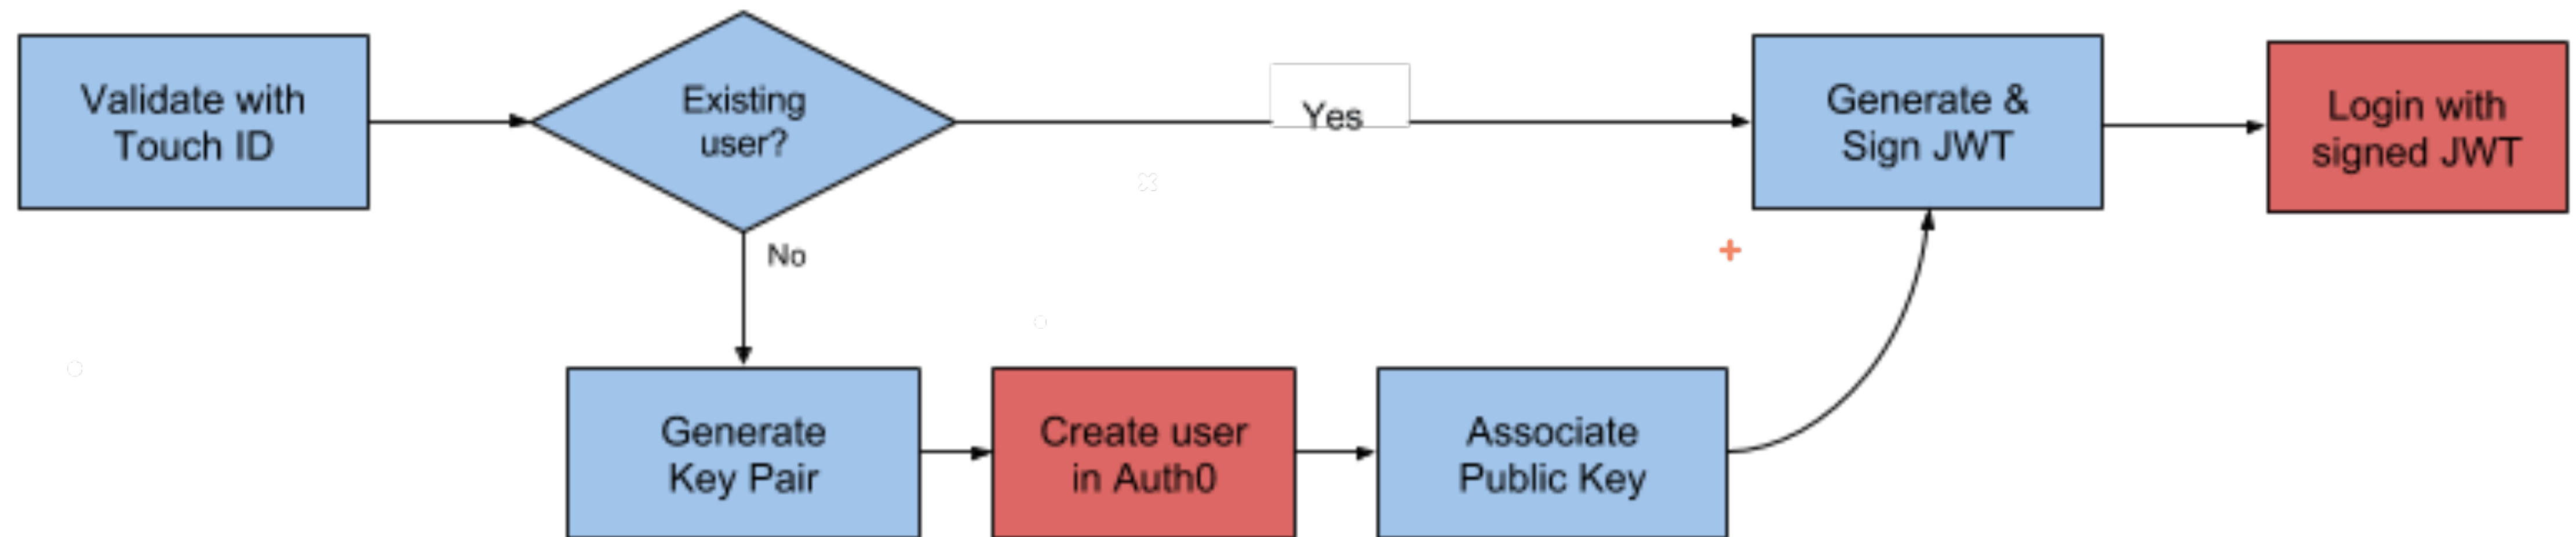 Validate with
Touch ID
Existing
user?
Yes
Generate &
Sign JWT
Login with
signed JWT
No
Generate
Key Pair
Create user
in Auth0
Associate
Public Key